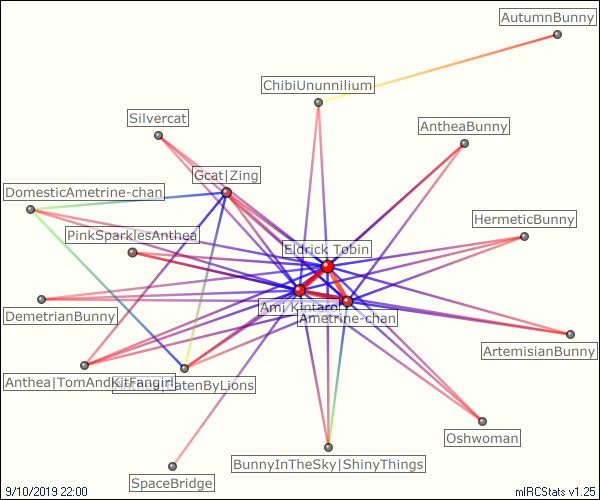 AutumnBunny
ChibiUnunnilium
Silvercat
AntheaBunny
Gcat|Zing
DomesticAmetrine-chan
HermeticBunny
PinkSparklesAnthea
Eldrick Tobin
Ami Kintaro
Ametrine-chan
DemetrianBunny
ArtemisianBunny
Anthea|TomAndKitFangirl
EatenByLions
Oshwoman
BunnyInTheSky|ShinyThings
SpaceBridge
9/10/2019 22:00
mIRCStats v1.25